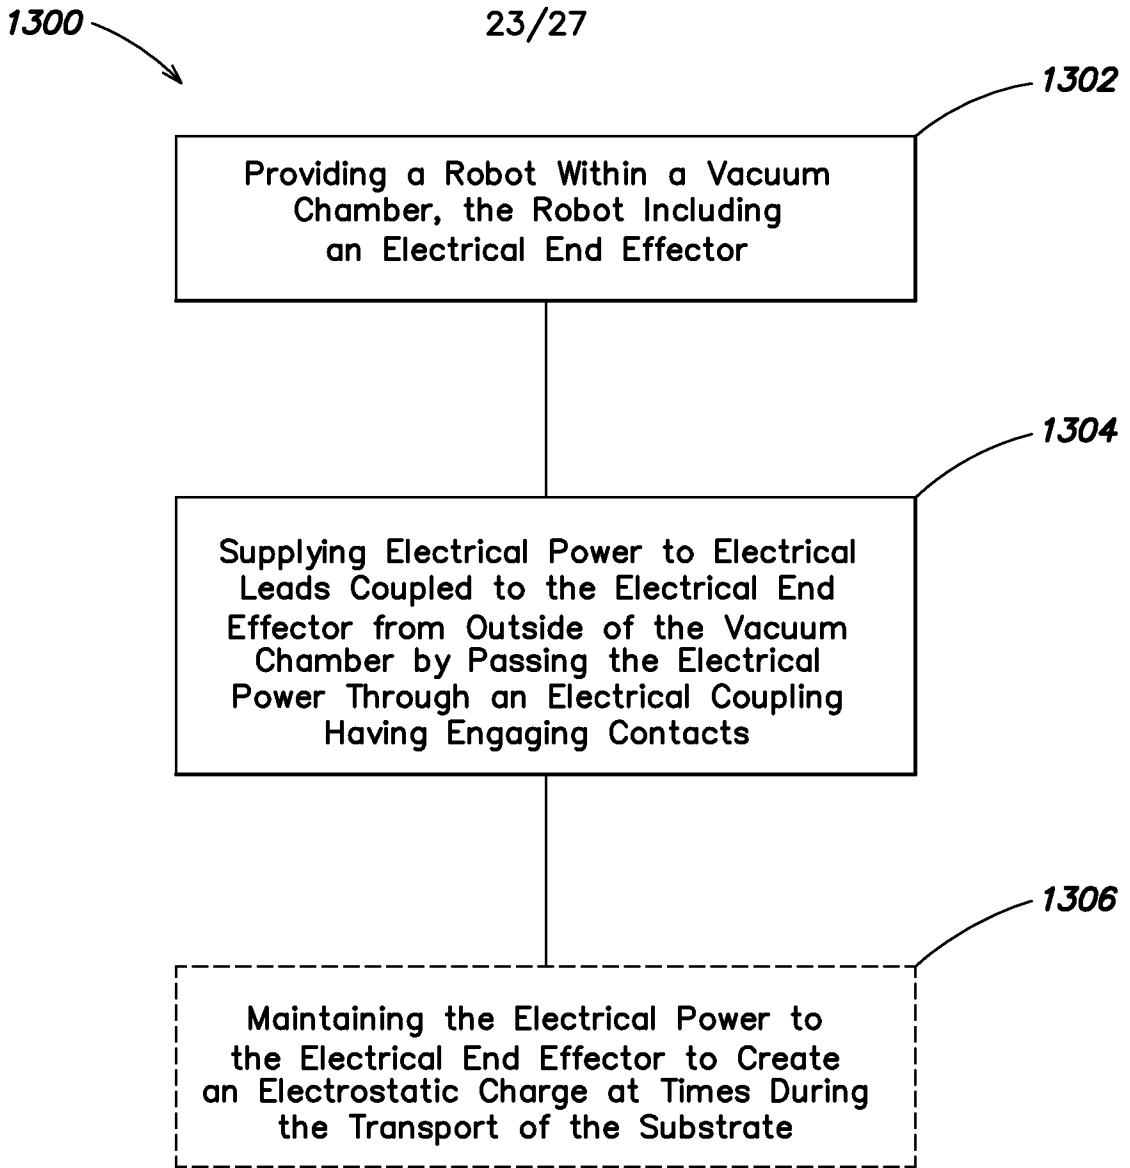 1300
23/27
1302
Providing a Robot Within a Vacuum
Chamber, the Robot Including
an Electrical End Effector
1304
Supplying Electrical Power to Electrical
Leads Coupled to the Electrical End
Effector from Outside of the Vacuum
Chamber by Passing the Electrical
Power Through an Electrical Coupling
Having Engaging Contacts
1306
Maintaining the Electrical Power to
the Electrical End Effector to Create
an Electrostatic Charge at Times During
the Transport of the Substrate